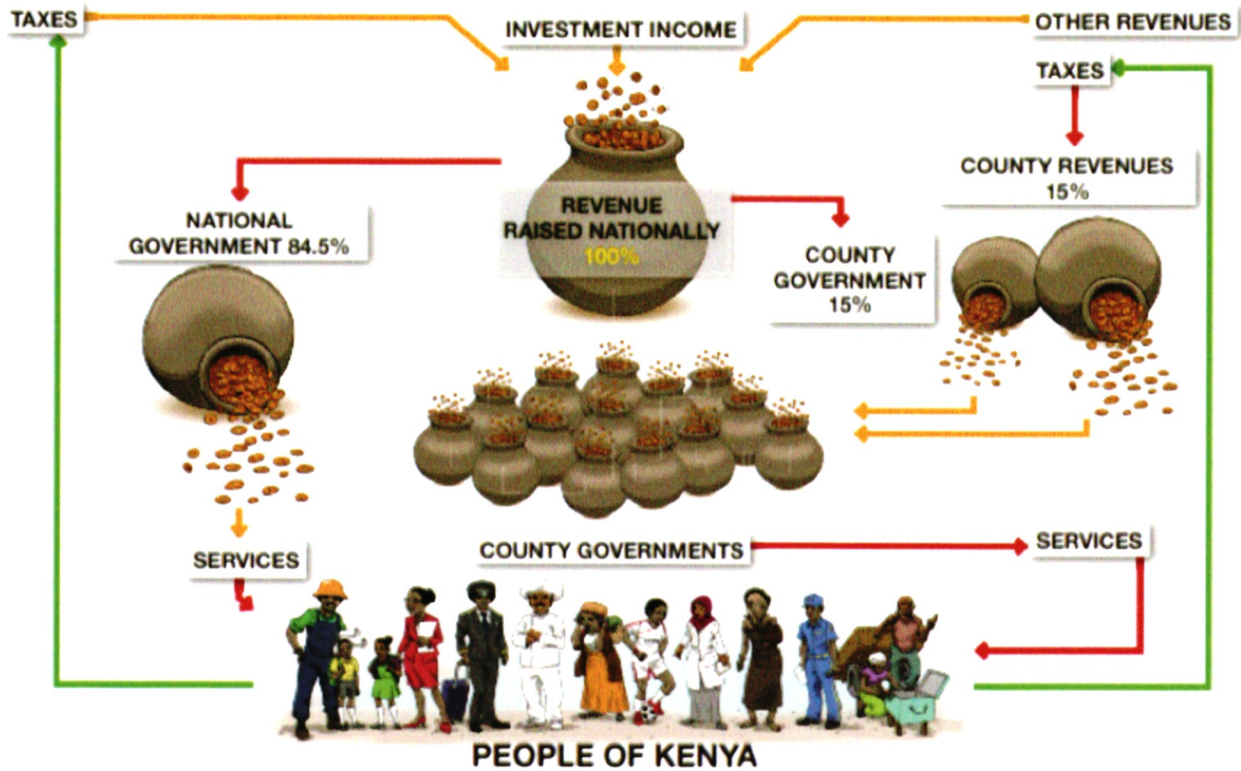 TAXES
INVESTMENT INCOME
OTHER REVENUES
TAXES
COUNTY REVENUES
15%
NATIONAL
GOVERNMENT 84.5%
REVENUE
RAISED NATIONALLY
100%
COUNTY
GOVERNMENT
15%
SERVICES
COUNTY GOVERNMENTS
SERVICES
PEOPLE OF KENYA